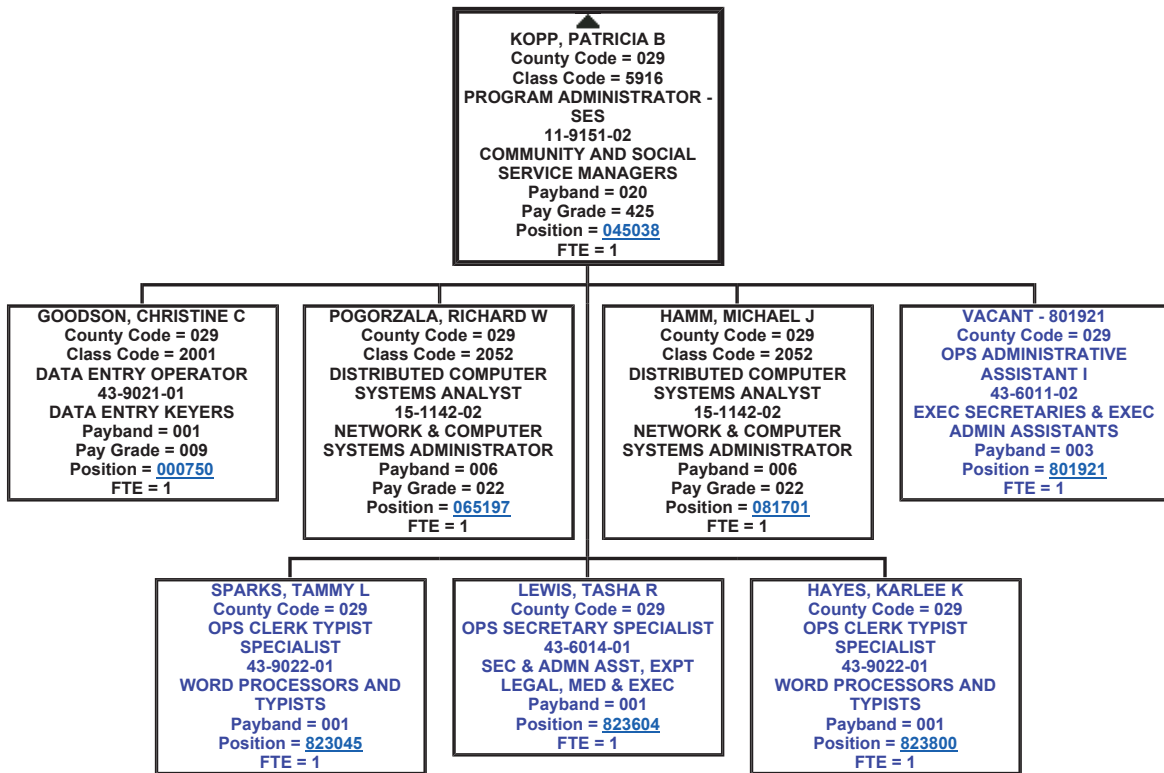 KOPP, PATRICIA B
County Code = 029
Class Code = 5916
PROGRAM ADMINISTRATOR -
SES
11-9151-02
COMMUNITY AND SOCIAL
SERVICE MANAGERS
Payband = 020
Pay Grade = 425
Position = 045038
FTE = 1
GOODSON, CHRISTINE C
County Code = 029
Class Code = 2001
DATA ENTRY OPERATOR
43-9021-01
DATA ENTRY KEYERS
Payband = 001
Pay Grade = 009
Position = 000750
FTE = 1
POGORZALA, RICHARD W
County Code = 029
Class Code = 2052
DISTRIBUTED COMPUTER
SYSTEMS ANALYST
15-1142-02
NETWORK & COMPUTER
SYSTEMS ADMINISTRATOR
Payband = 006
Pay Grade = 022
Position = 065197
FTE = 1
HAMM, MICHAEL J
County Code = 029
Class Code = 2052
DISTRIBUTED COMPUTER
SYSTEMS ANALYST
15-1142-02
NETWORK & COMPUTER
SYSTEMS ADMINISTRATOR
Payband = 006
Pay Grade = 022
Position = 081701
FTE = 1
VACANT - 801921
County Code = 029
OPS ADMINISTRATIVE
ASSISTANT I
43-6011-02
EXEC SECRETARIES & EXEC
ADMIN ASSISTANTS
Payband = 003
Position = 801921
FTE = 1
SPARKS, TAMMY L
County Code = 029
OPS CLERK TYPIST
SPECIALIST
43-9022-01
WORD PROCESSORS AND
TYPISTS
Payband = 001
Position = 823045
FTE = 1
LEWIS, TASHA R
County Code = 029
OPS SECRETARY SPECIALIST
43-6014-01
SEC & ADMN ASST, EXPT
LEGAL, MED & EXEC
Payband = 001
Position = 823604
FTE = 1
HAYES, KARLEE K
County Code = 029
OPS CLERK TYPIST
SPECIALIST
43-9022-01
WORD PROCESSORS AND
TYPISTS
Payband = 001
Position = 823800
FTE = 1